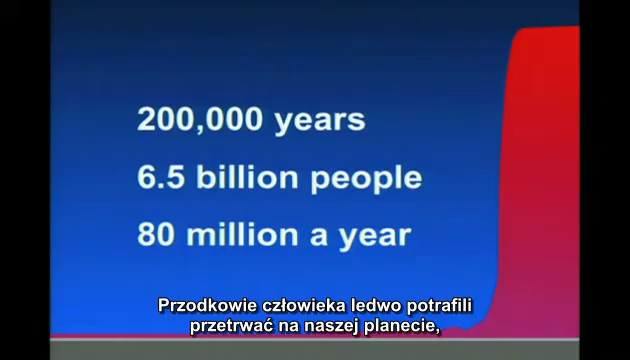 200,000 years
6.5 billion people
80 million a year
Przodkowie człowieka ledwo potrafili
przetrwać na naszej planecie,